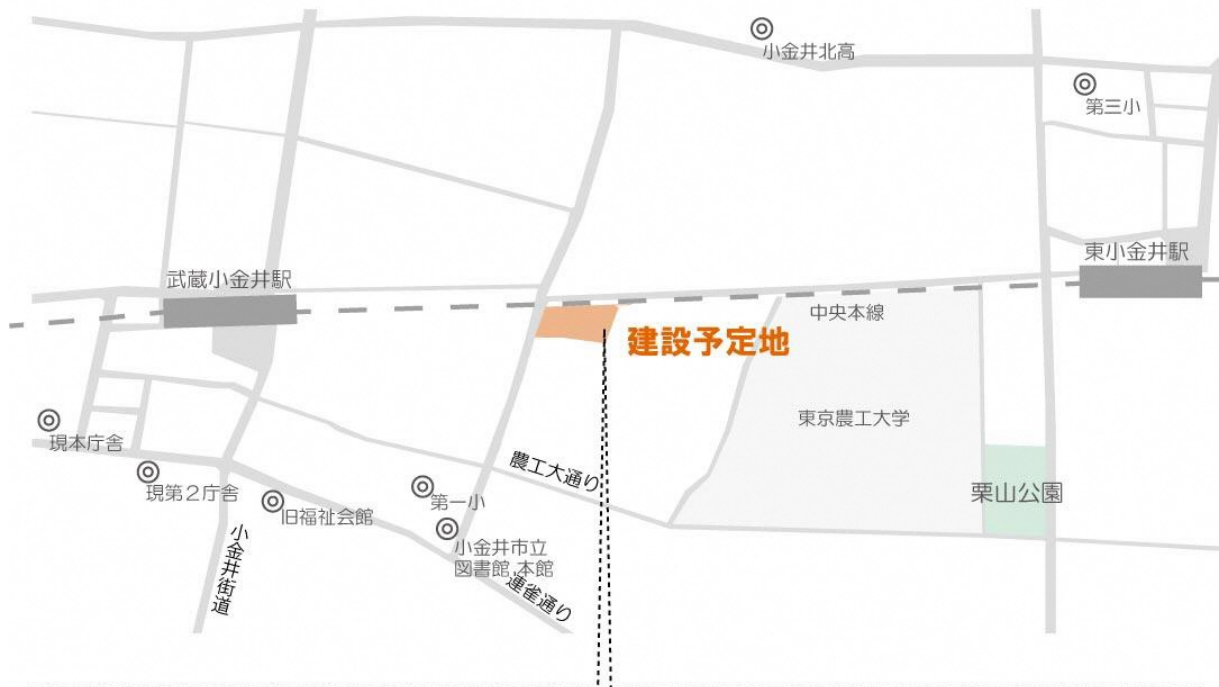 小金井北高
第三小
武蔵小金井駅
東小金井駅
中央本線
建設予定地
東京農工大学
現本庁舎
農工大通り
現第2庁舎
第一小
栗山公園
旧福祉会館
小金井市立
図書館 本館
小金井街道
連雀通り